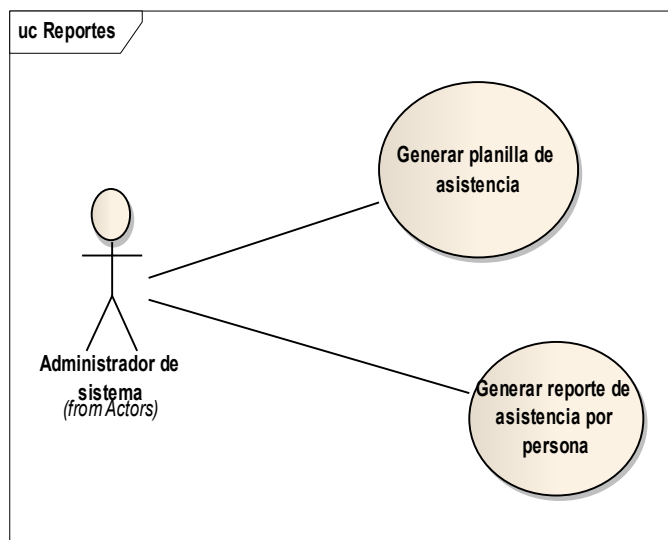 uc Reportes
Generar planilla de
asistencia
Administrador de
sistema
(from Actors)
Generar reporte de
asistencia por
persona